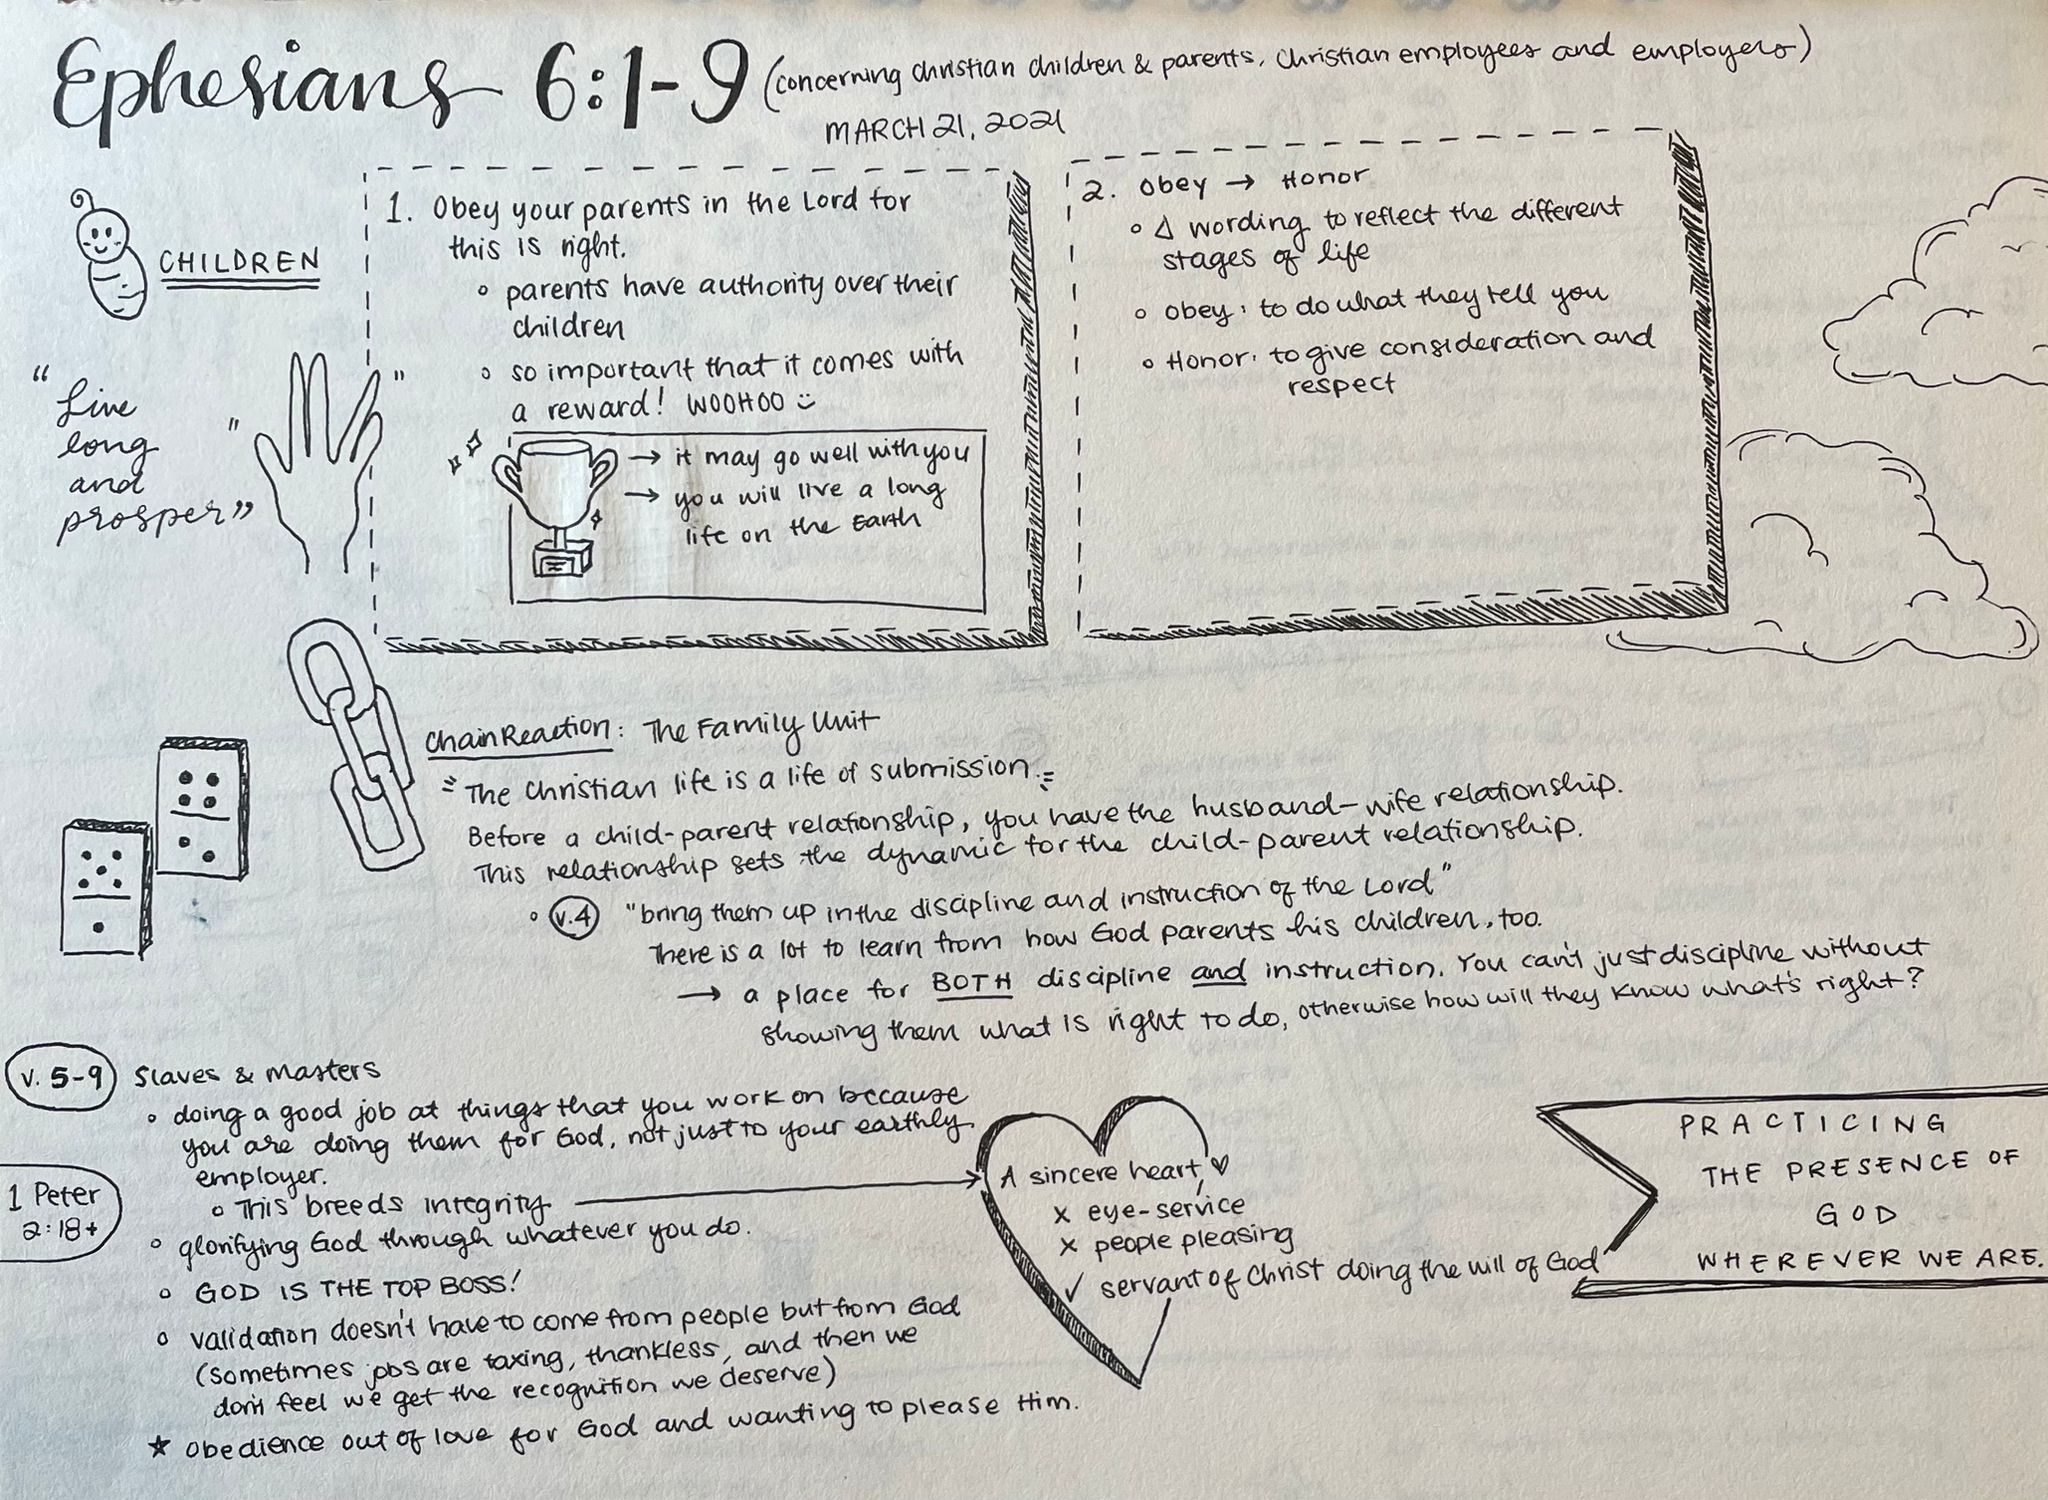 Ephesians 6:1-9 (concerning Christian children & parents, Christian employees and employers)
MARCH 21, 2021
CHILDREN
1. Obey your parents in the Lord for
this is right.
◦ parents have authority over their
children
◦ so important that it comes with
a reward! WOOHOO :)
→ it may go well with you
→ you will live a long
life on the Earth
2. Obey → Honor
◦ Δ wording to reflect the different
stages of life
◦ Obey: to do what they tell you
◦ Honor: to give consideration and
respect
"Live
long
and
prosper"
Chain Reaction: The Family Unit
"The Christian life is a life of submission."
Before a child-parent relationship, you have the husband-wife relationship.
This relationship sets the dynamic for the child-parent relationship.
◦ v.4 "bring them up in the discipline and instruction of the Lord"
There is a lot to learn from how God parents his children, too.
→ a place for BOTH discipline and instruction. You can't just discipline without
showing them what is right to do, otherwise how will they know what's right?
v. 5-9 Slaves & Masters
◦ doing a good job at things that you work on because
you are doing them for God, not just to your earthly
employer.
◦ This breeds integrity
1 Peter
2:18+
◦ glorifying God through whatever you do.
◦ GOD IS THE TOP BOSS!
◦ validation doesn't have to come from people but from God
(sometimes jobs are taxing, thankless, and then we
don't feel we get the recognition we deserve)
★ Obedience out of love for God and wanting to please Him.
A sincere heart, ♡
x eye-service
x people pleasing
✓ servant of Christ doing the will of God
PRACTICING
THE PRESENCE OF
GOD
WHEREVER WE ARE.